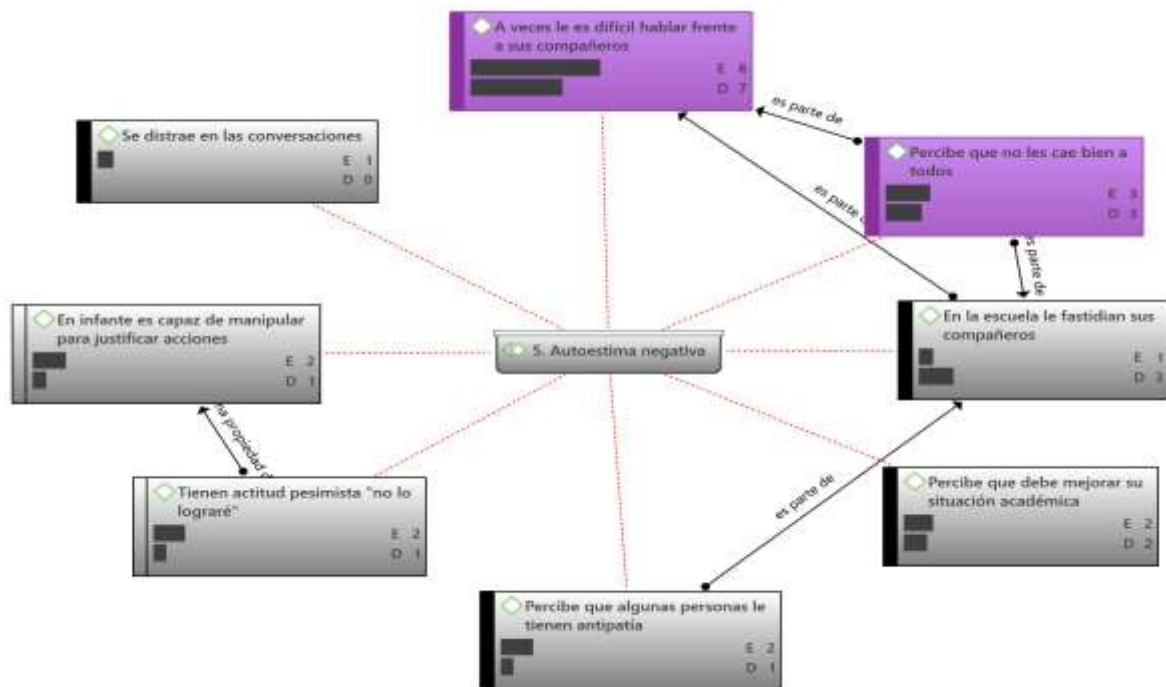 A veces le es difícil hablar frente
a sus compañeros
E 8
D 7
es parte de
Se distrae en las conversaciones
E 1
D 0
Percibe que no les cae bien a
todos
E 3
D 3
es parte
es parte de
En infante es capaz de manipular
para justificar acciones
E 2
D 1
5. Autoestima negativa
En la escuela le fastidian sus
compañeros
E 1
D 3
propiedad
Tienen actitud pesimista "no lo
lograré"
E 2
D 1
es parte de
Percibe que debe mejorar su
situación académica
E 2
D 2
Percibe que algunas personas le
tienen antipatía
E 2
D 1